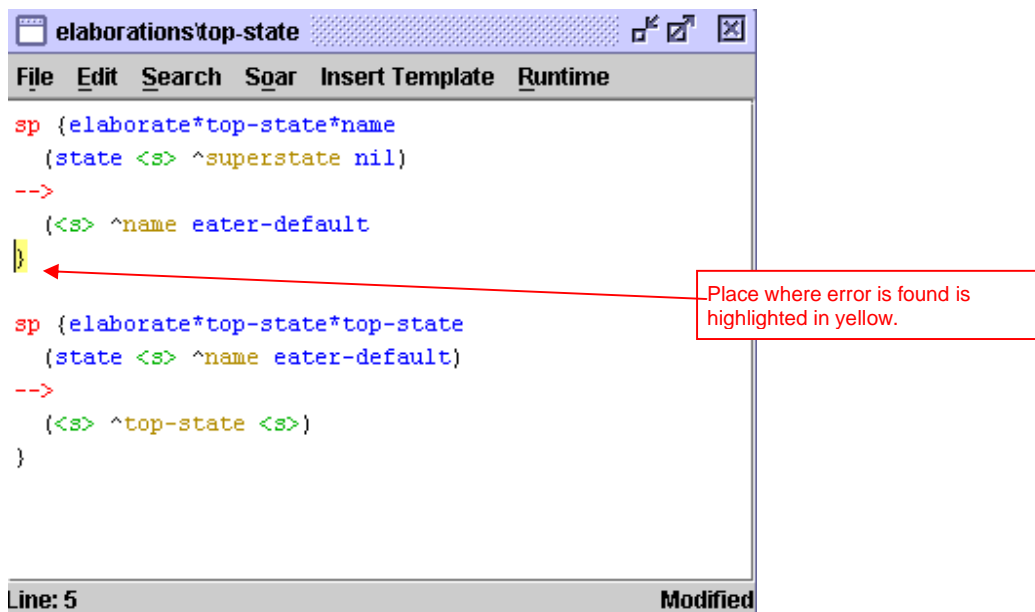 elaborations\top-state
File Edit Search Soar Insert Template Runtime
sp {elaborate*top-state*name
(state <s> ^superstate nil)
-->
(<s> ^name eater-default
}
Place where error is found is
highlighted in yellow.
sp {elaborate*top-state*top-state
(state <s> ^name eater-default)
-->
(<s> ^top-state <s>)
}
Line: 5
Modified